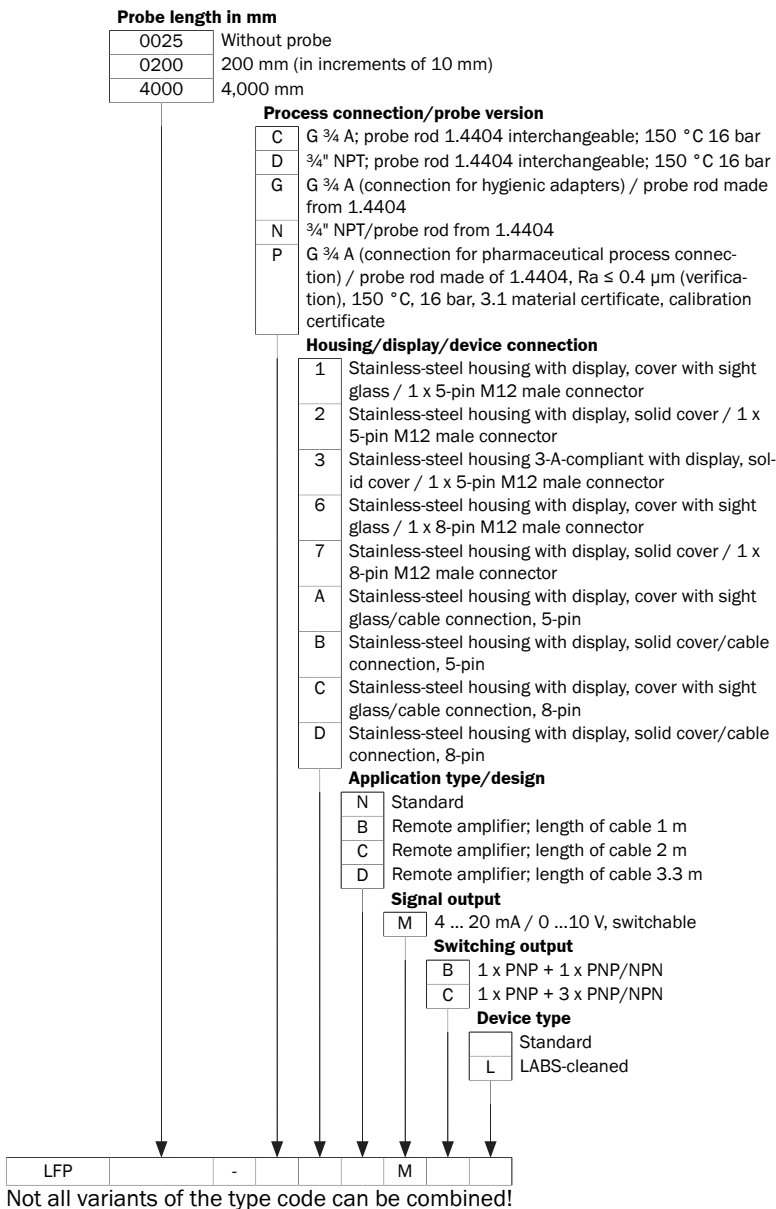 Probe length in mm
0025 Without probe
0200 200 mm (in increments of 10 mm)
4000 4,000 mm
Process connection/probe version
C G ¾ A; probe rod 1.4404 interchangeable; 150 °C 16 bar
D ¾" NPT; probe rod 1.4404 interchangeable; 150 °C 16 bar
G G ¾ A (connection for hygienic adapters) / probe rod made
from 1.4404
N ¾" NPT/probe rod from 1.4404
P G ¾ A (connection for pharmaceutical process connec-
tion) / probe rod made of 1.4404, Ra ≤ 0.4 µm (verifica-
tion), 150 °C, 16 bar, 3.1 material certificate, calibration
certificate
Housing/display/device connection
1 Stainless-steel housing with display, cover with sight
glass / 1 x 5-pin M12 male connector
2 Stainless-steel housing with display, solid cover / 1 x
5-pin M12 male connector
3 Stainless-steel housing 3-A-compliant with display, sol-
id cover / 1 x 5-pin M12 male connector
6 Stainless-steel housing with display, cover with sight
glass / 1 x 8-pin M12 male connector
7 Stainless-steel housing with display, solid cover / 1 x
8-pin M12 male connector
A Stainless-steel housing with display, cover with sight
glass/cable connection, 5-pin
B Stainless-steel housing with display, solid cover/cable
connection, 5-pin
C Stainless-steel housing with display, cover with sight
glass/cable connection, 8-pin
D Stainless-steel housing with display, solid cover/cable
connection, 8-pin
Application type/design
N Standard
B Remote amplifier; length of cable 1 m
C Remote amplifier; length of cable 2 m
D Remote amplifier; length of cable 3.3 m
Signal output
M 4 ... 20 mA / 0 ...10 V, switchable
Switching output
B 1 x PNP + 1 x PNP/NPN
C 1 x PNP + 3 x PNP/NPN
Device type
Standard
L LABS-cleaned
LFP - M
Not all variants of the type code can be combined!